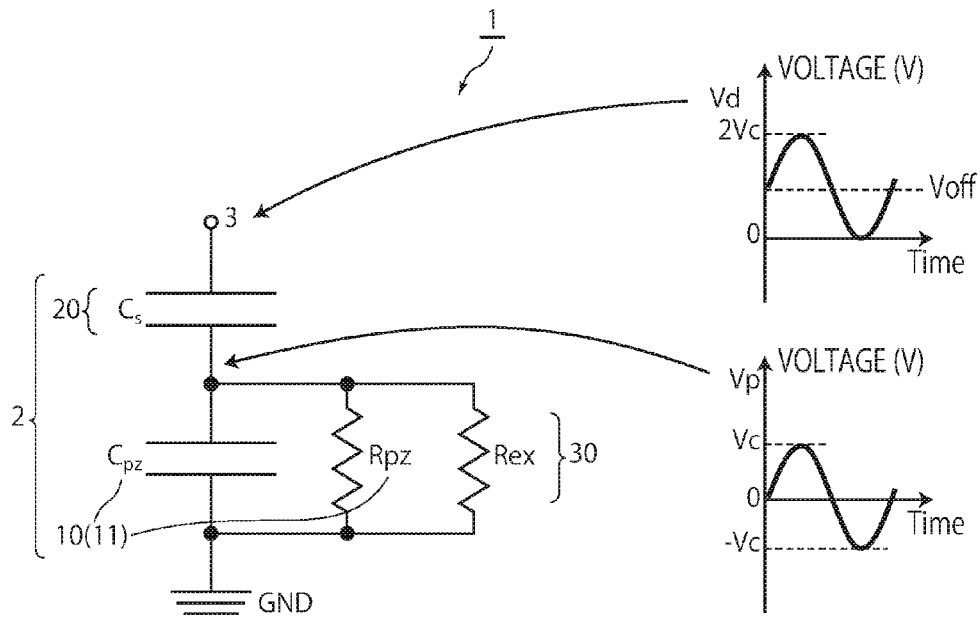 1
VOLTAGE (V)
Vd
2Vc
Voff
0
Time
3
20{ Cs
2
Cpz
Rpz
Rex
}30
10(11)
GND
VOLTAGE (V)
Vp
Vc
0
Time
-Vc